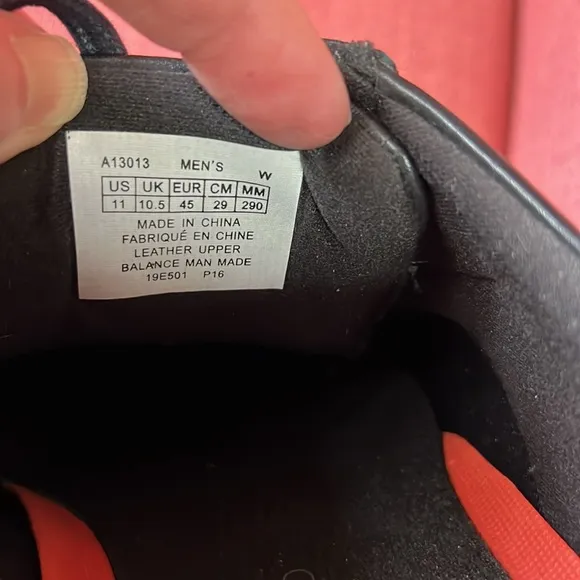 A13013 MEN'S W
US UK EUR CM MM
11 10.5 45 29 290
MADE IN CHINA
FABRIQUÉ EN CHINE
LEATHER UPPER
BALANCE MAN MADE
19E501 P16